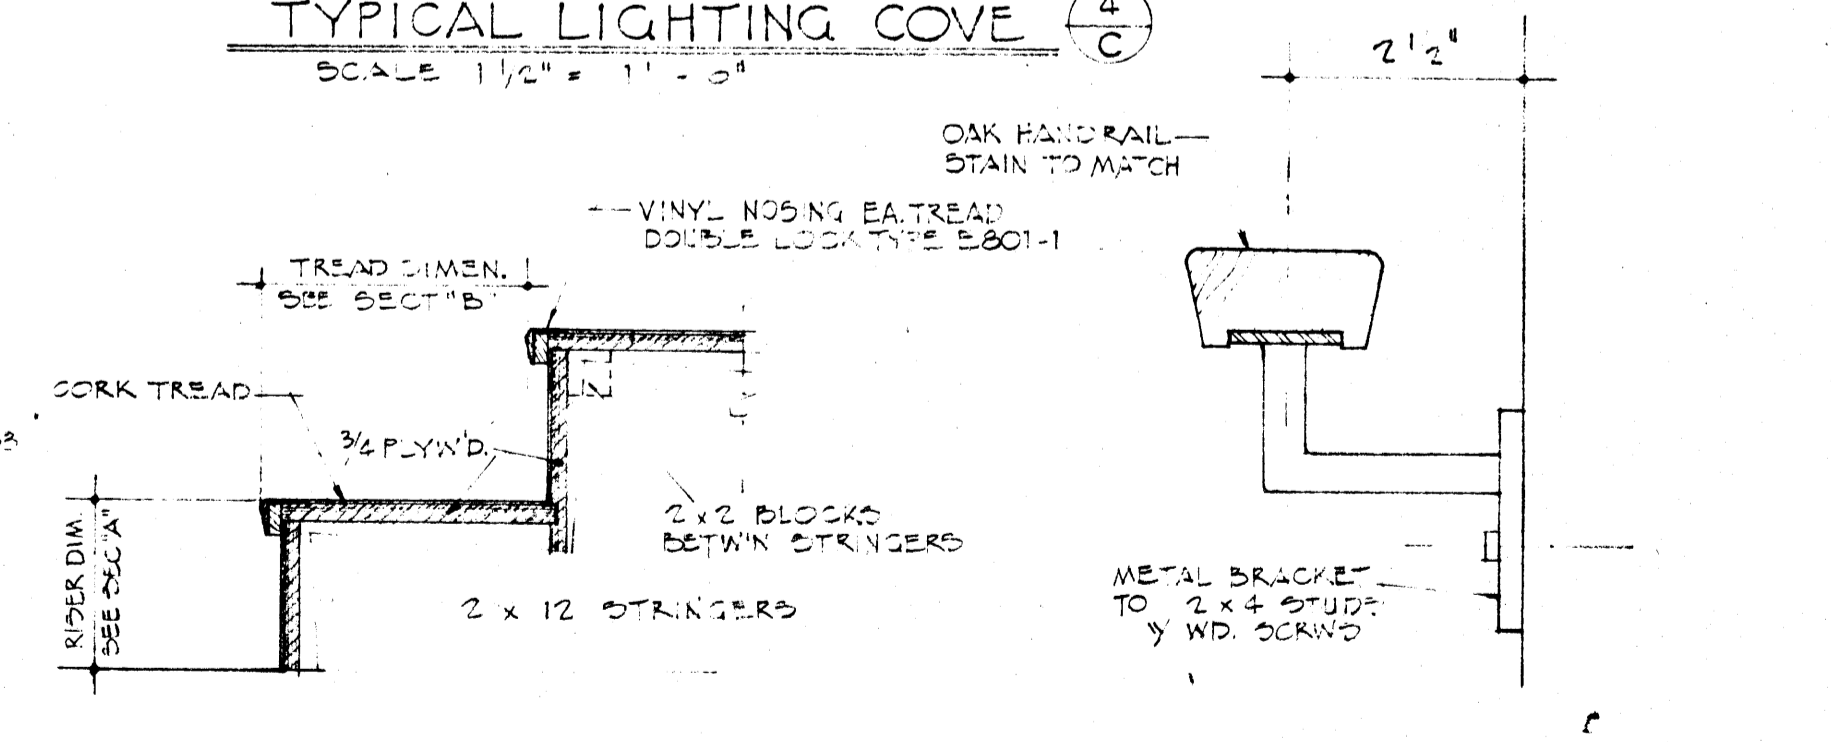 TYPICAL LIGHTING COVE
4
C
SCALE 1 1/2" = 1' - 0"
2 1/2"
OAK HANDRAIL
STAIN TO MATCH
VINYL NOSING EA. TREAD
DOUBLE LOCK TYPE E801-1
TREAD DIMEN.
SEE SECT "B"
CORK TREAD
3/4 PLYW'D.
RISER DIM.
SEE SEC "A"
2 x 2 BLOCKS
BETW'N STRINGERS
2 x 12 STRINGERS
METAL BRACKET
TO 2 x 4 STUDS
W/ WD. SCRWS